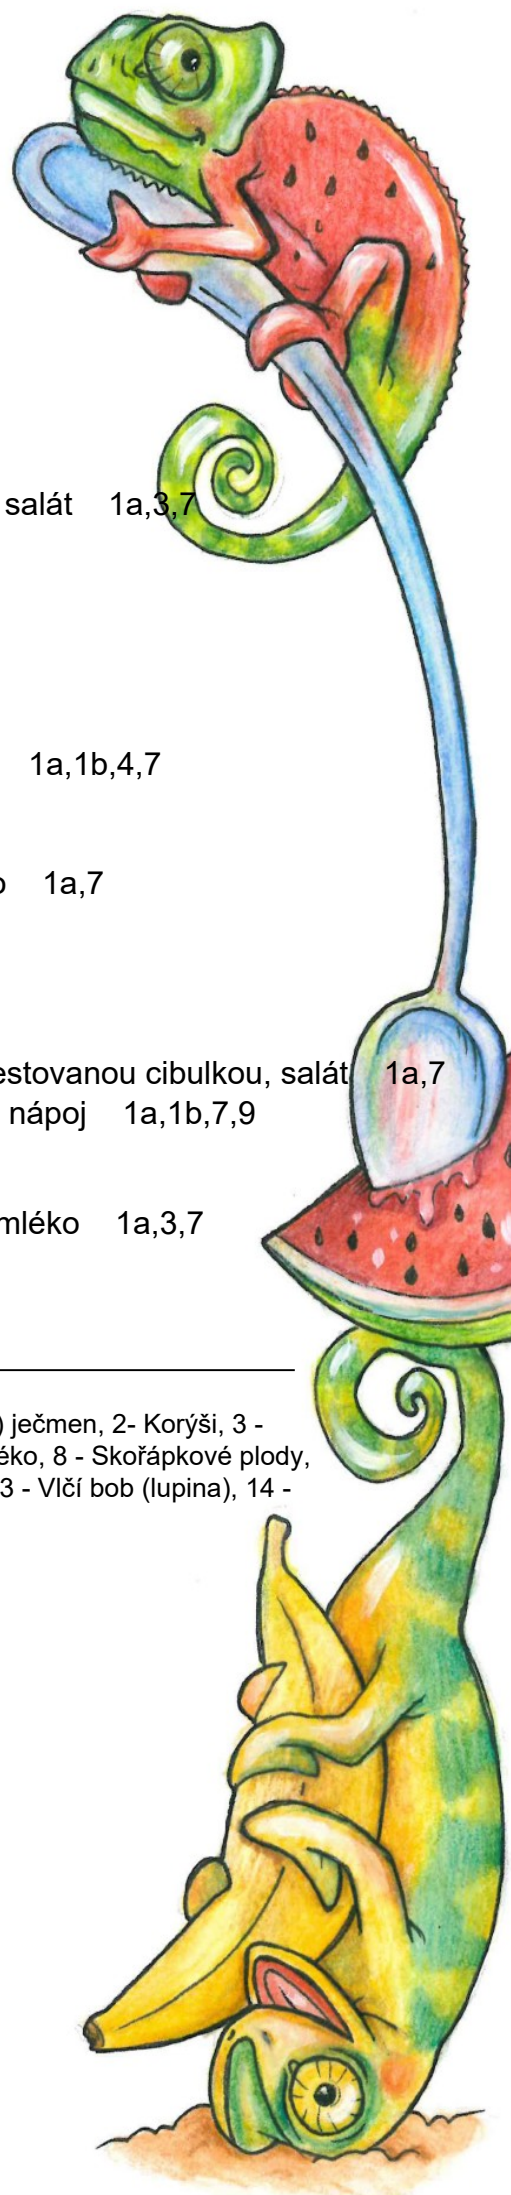 salát 1a,3,7
1a,1b,4,7
1a,7
estovanou cibulkou, salát 1a,7
nápoj 1a,1b,7,9
mléko 1a,3,7
) ječmen, 2- Korýši, 3 -
éko, 8 - Skořápkové plody,
3 - Vlčí bob (lupina), 14 -